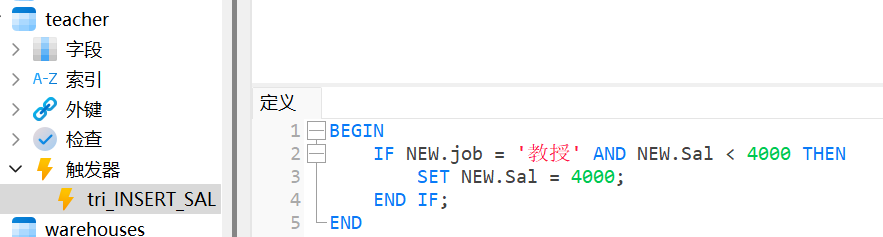 teacher
字段
A-Z 索引
外键
检查
触发器
tri_INSERT_SAL
warehouses
定义
1 BEGIN
2 IF NEW.job = '教授' AND NEW.Sal < 4000 THEN
3 SET NEW.Sal = 4000;
4 END IF;
5 END